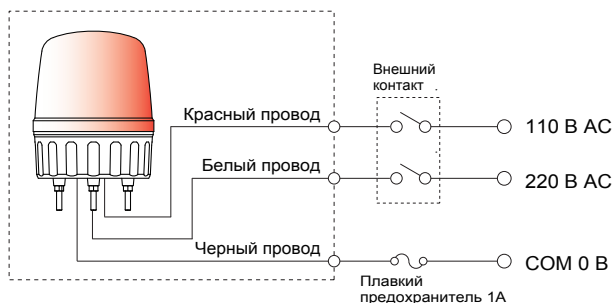 Внешний
контакт
Красный провод
110 В AC
Белый провод
220 В AC
Черный провод
COM 0 В
Плавкий
предохранитель 1А